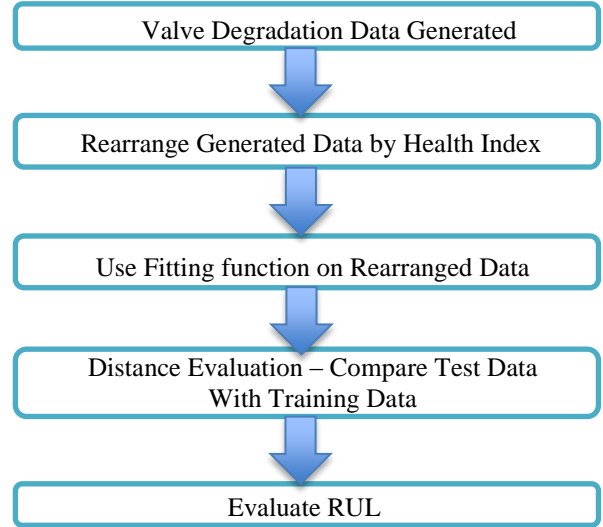 Valve Degradation Data Generated
Rearrange Generated Data by Health Index
Use Fitting function on Rearranged Data
Distance Evaluation – Compare Test Data
With Training Data
Evaluate RUL